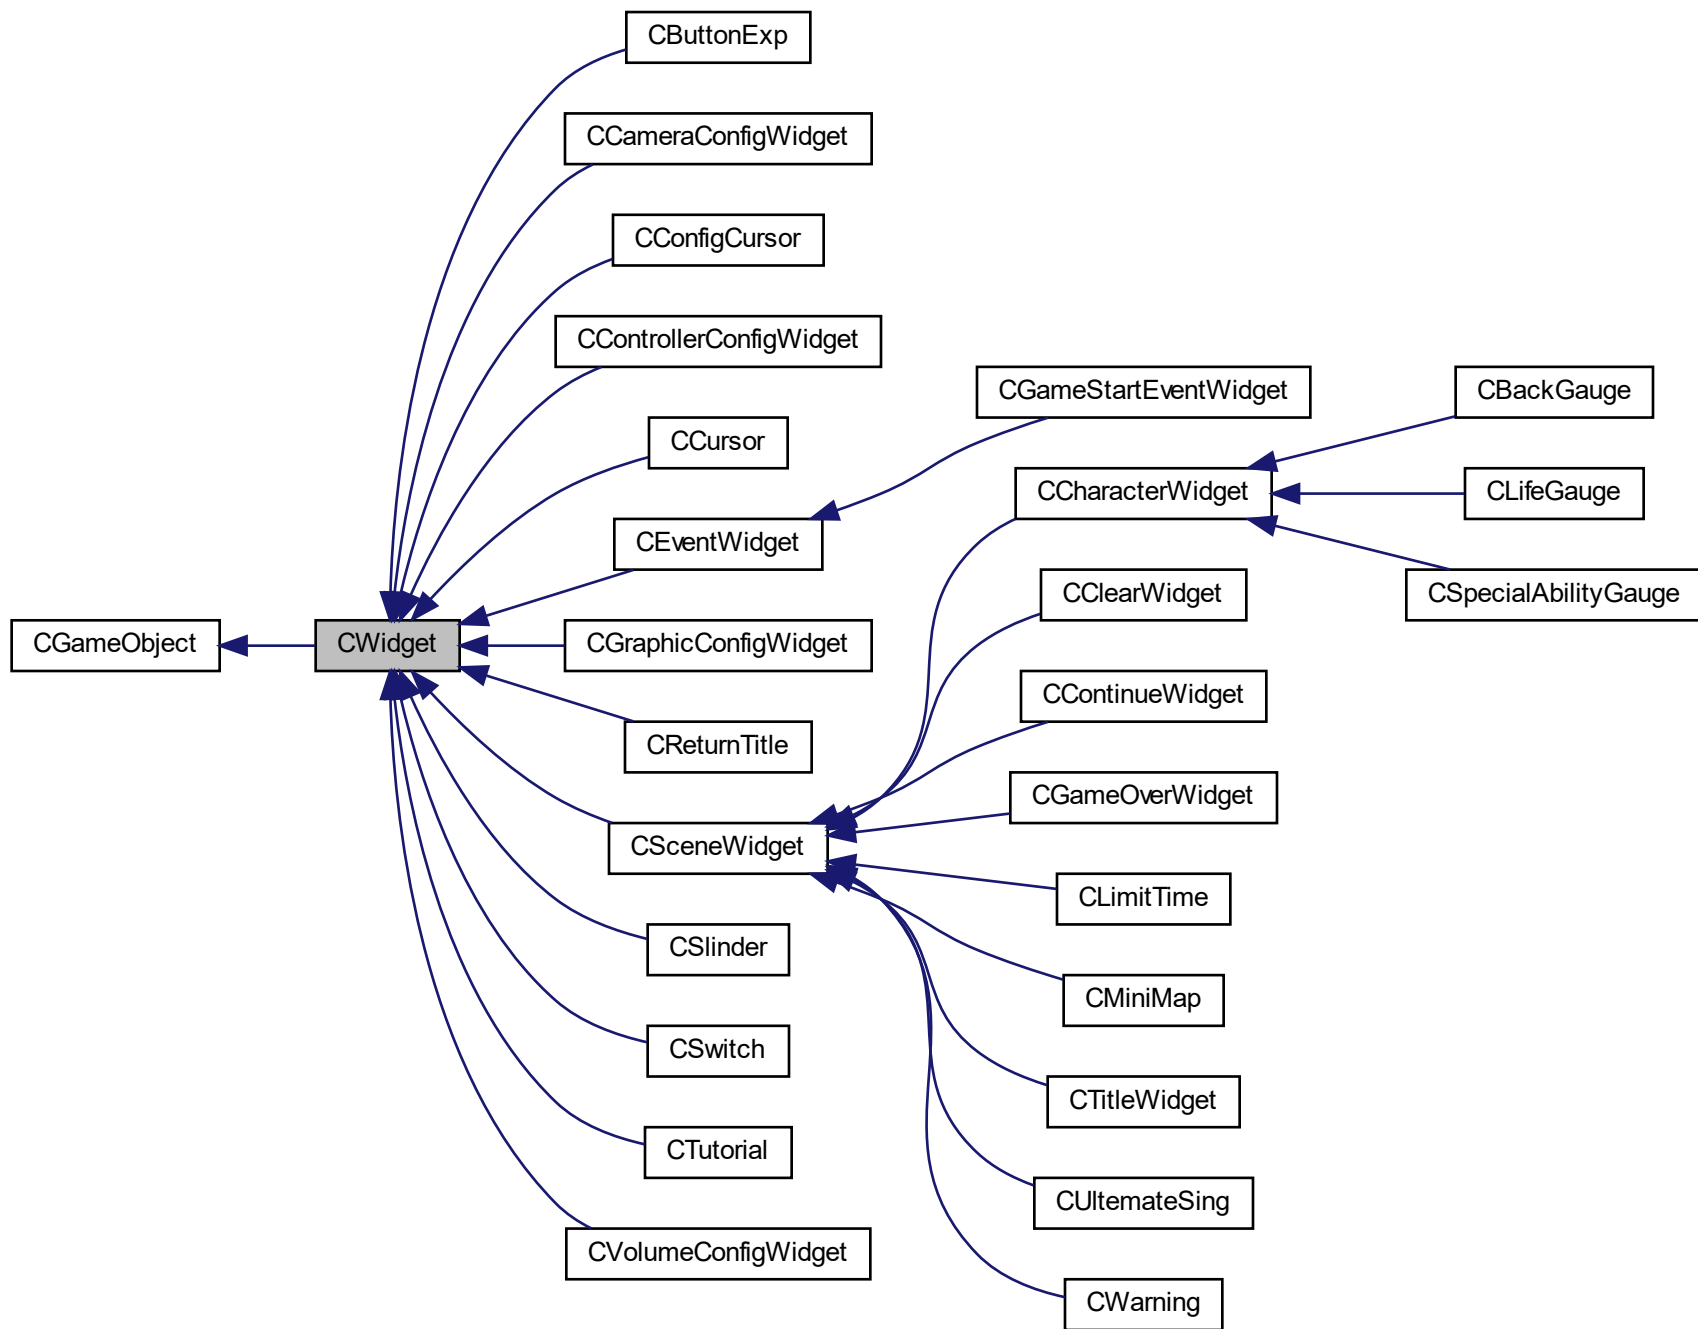 CButtonExp
CCameraConfigWidget
CConfigCursor
CControllerConfigWidget
CGameStartEventWidget
CBackGauge
CCursor
CCharacterWidget
CLifeGauge
CEventWidget
CClearWidget
CSpecialAbilityGauge
CGameObject
CWidget
CGraphicConfigWidget
CContinueWidget
CReturnTitle
CGameOverWidget
CSceneWidget
CLimitTime
CSlinder
CMiniMap
CSwitch
CTitleWidget
CTutorial
CUltemateSing
CVolumeConfigWidget
CWarning